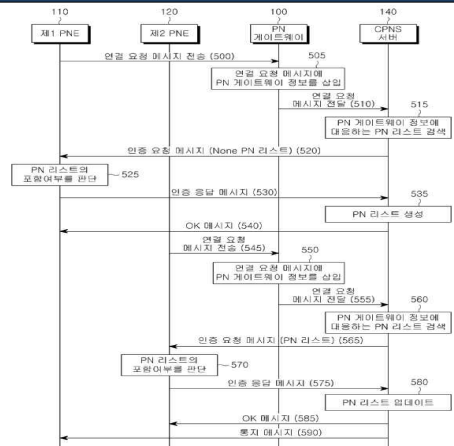 110
120
100
140
제1 PNE
제2 PNE
PN
게이트웨이
CPNS
서버
연결 요청 메시지 전송 (500)
505
연결 요청 메시지에
PN 게이트웨이 정보를 삽입
연결 요청
메시지 전달 (510)
515
PN 게이트웨이 정보에
대응하는 PN 리스트 검색
인증 요청 메시지 (None PN 리스트) (520)
PN 리스트의
포함여부를 판단
525
인증 응답 메시지 (530)
535
PN 리스트 생성
OK 메시지 (540)
연결 요청
메시지 전송 (545)
550
연결 요청 메시지에
PN 게이트웨이 정보를 삽입
연결 요청
메시지 전달 (555)
560
PN 게이트웨이 정보에
대응하는 PN 리스트 검색
인증 요청 메시지 (PN 리스트) (565)
PN 리스트의
포함여부를 판단
570
인증 응답 메시지 (575)
580
PN 리스트 업데이트
OK 메시지 (585)
통지 메시지 (590)